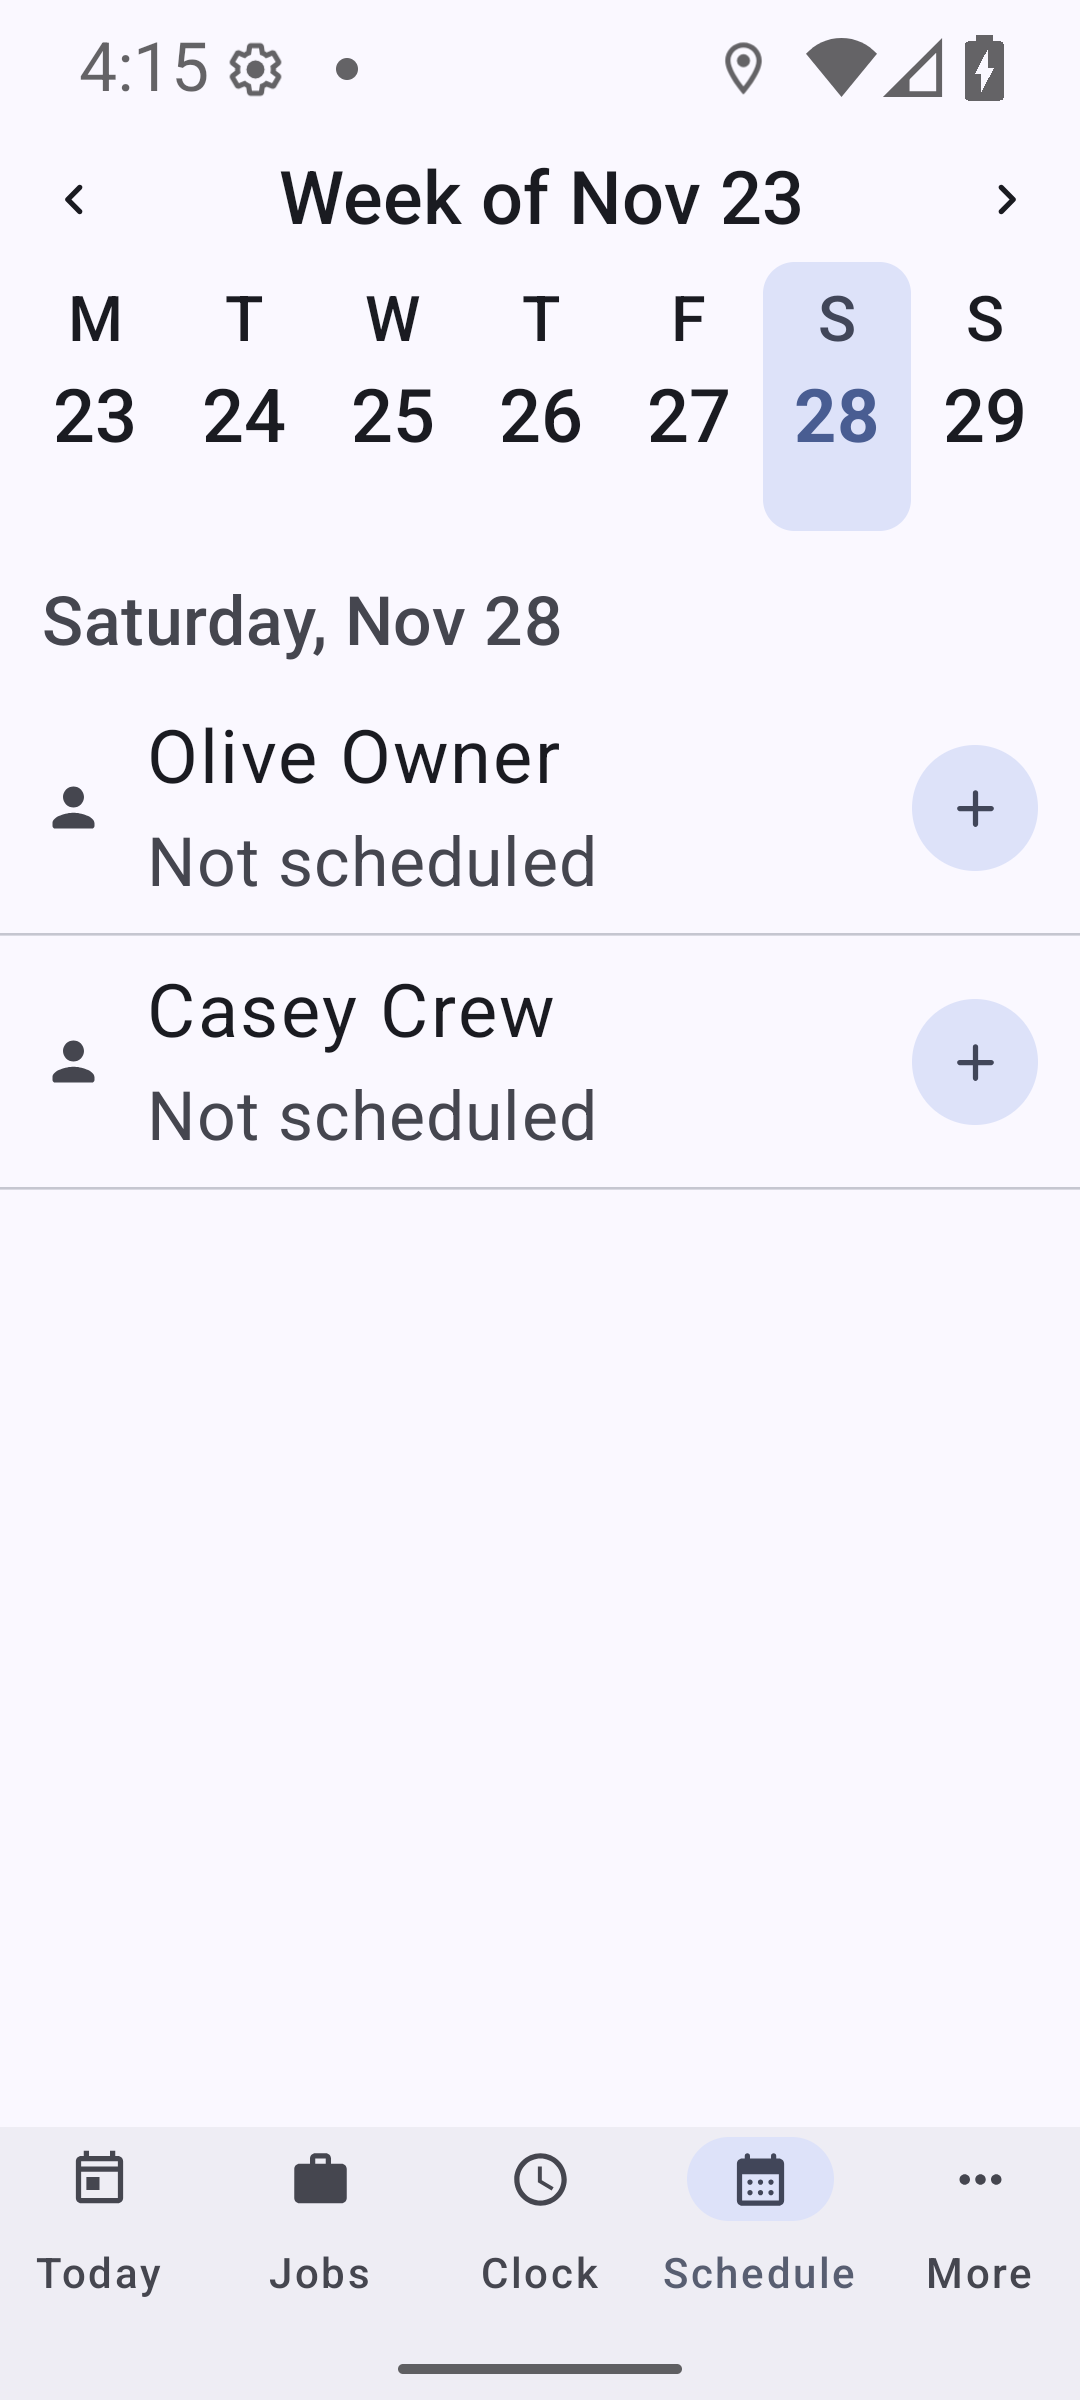 4:15
Week of Nov 23
M T W T F S S
23 24 25 26 27 28 29
Saturday, Nov 28
Olive Owner
Not scheduled
Casey Crew
Not scheduled
Today Jobs Clock Schedule More